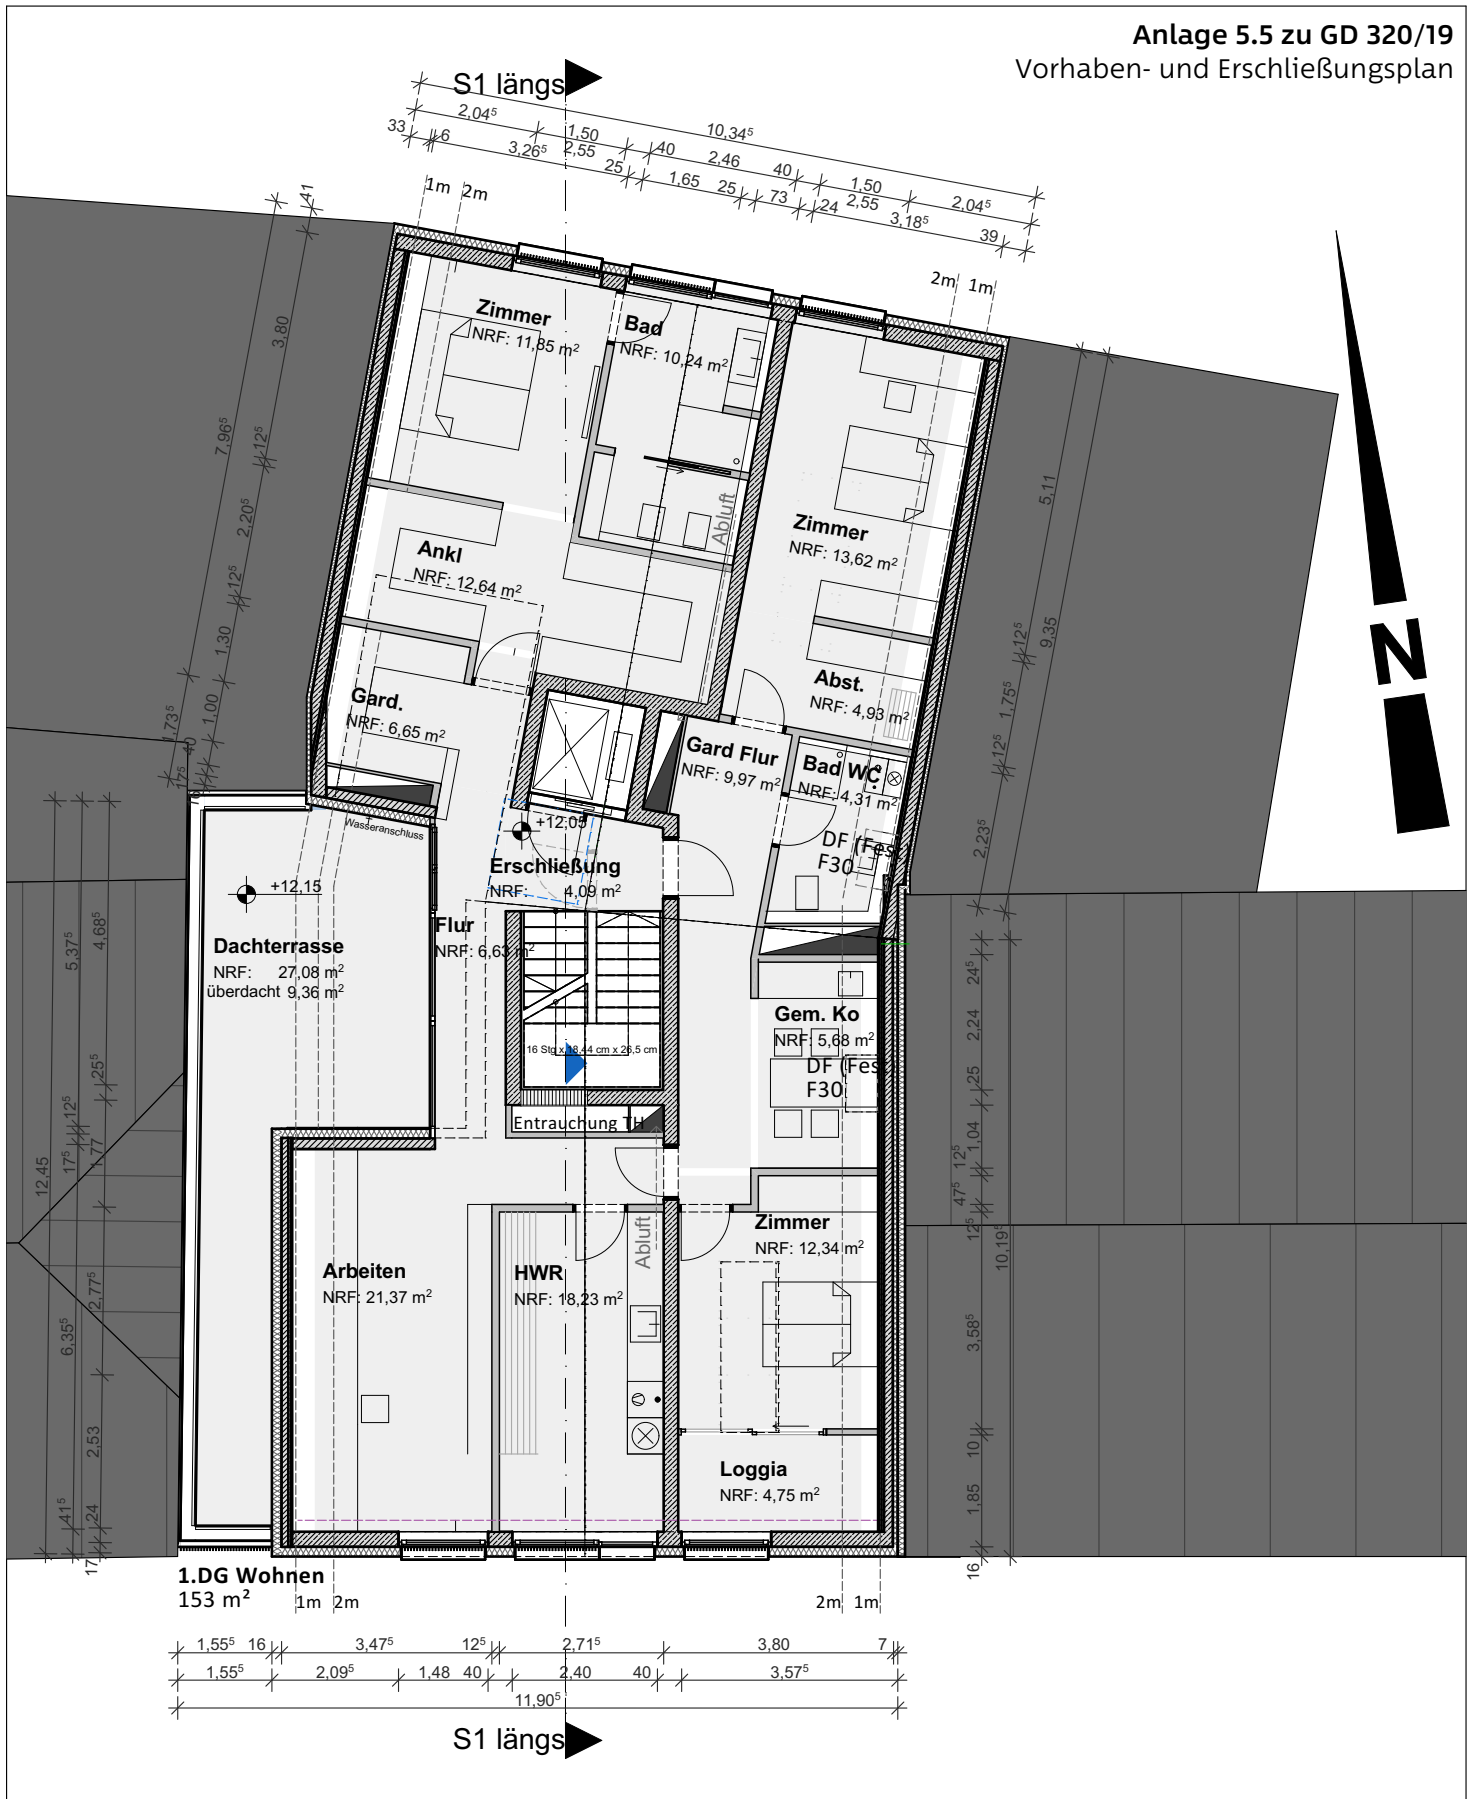 Anlage 5.5 zu GD 320/19
Vorhaben- und Erschließungsplan
S1 längs
10,34⁵
2,04⁵
1,50
40
2,46
40
1,50
2,04⁵
2,55
2,55
33
6
3,26⁵
25
1,65
25
73
24
3,18⁵
39
1m
2m
2m
1m
41
3,80
7,96⁵
12⁵
2,20⁵
12⁵
1,30
1,00
1,73⁵
40
17⁵
5,11
9,35
12⁵
1,75⁵
12⁵
2,23⁵
Zimmer
NRF: 11,85 m²
Bad
NRF: 10,24 m²
Abluft
Zimmer
NRF: 13,62 m²
Ankl
NRF: 12,64 m²
Abst.
NRF: 4,93 m²
Gard.
NRF: 6,65 m²
Gard Flur
NRF: 9,97 m²
Bad WC
NRF: 4,31 m²
DF (Fes
F30
Wasseranschluss
+12,05
Erschließung
NRF: 4,09 m²
+12,15
Dachterrasse
NRF: 27,08 m²
überdacht 9,36 m²
Flur
NRF: 6,63 m²
16 Stg x 18,44 cm x 26,5 cm
Entrauchung TH
Gem. Ko
NRF: 5,68 m²
DF (Fes
F30
Zimmer
NRF: 12,34 m²
Arbeiten
NRF: 21,37 m²
HWR
NRF: 18,23 m²
Abluft
Loggia
NRF: 4,75 m²
12,45
5,37⁵
4,68⁵
25⁵
12⁵
17⁵
1,77
6,35⁵
2,77⁵
2,53
41⁵
24
17
24⁵
2,24
25
1,04
12⁵
47⁵
12⁵
10,19⁵
3,58⁵
10
1,85
16
1.DG Wohnen
153 m²
1m
2m
2m
1m
1,55⁵
16
3,47⁵
12⁵
2,71⁵
3,80
7
1,55⁵
2,09⁵
1,48
40
2,40
40
3,57⁵
11,90⁵
S1 längs
N